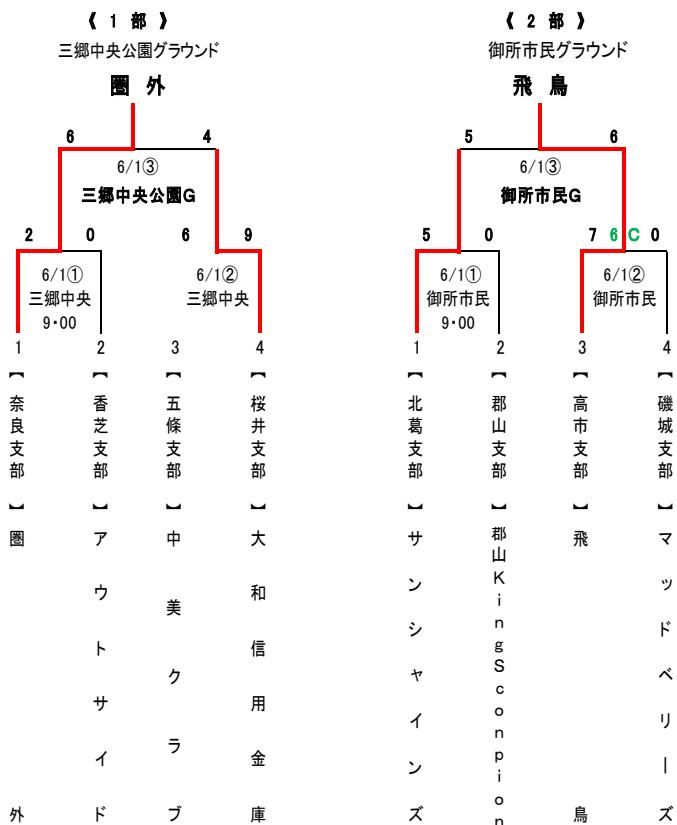 《 1 部 》
三郷中央公園グラウンド
圏 外
6 4
6/1③
三郷中央公園G
2 0 6 9
6/1①
三郷中央
9・00
6/1②
三郷中央
1 2 3 4
【奈良支部】圏外
【香芝支部】アウトサイド
【五條支部】中美クラブ
【桜井支部】大和信用金庫
《 2 部 》
御所市民グラウンド
飛 鳥
5 6
6/1③
御所市民G
5 0 7 6 C 0
6/1①
御所市民
9・00
6/1②
御所市民
1 2 3 4
【北葛支部】サンシャインズ
【郡山支部】郡山KingSconpion
【高市支部】飛鳥
【磯城支部】マッドベリーズ